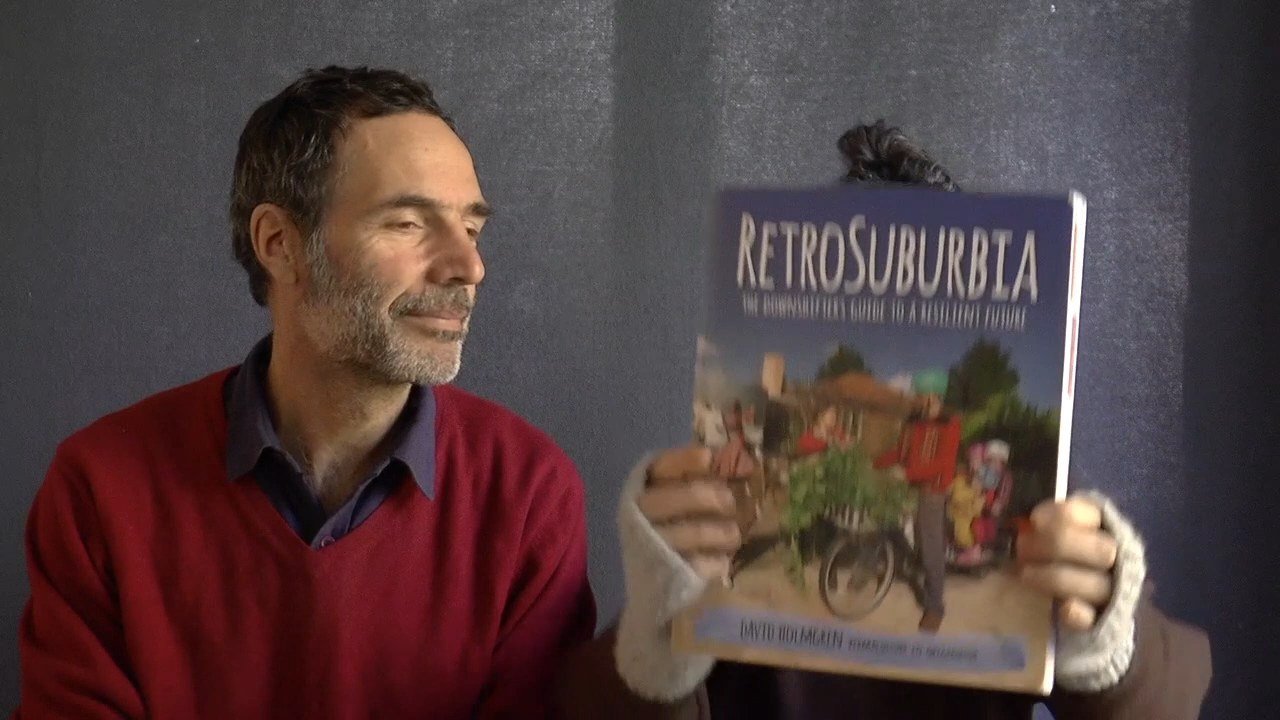 RETROSUBURBIA
THE DOWNSHIFTER'S GUIDE TO A RESILIENT FUTURE
DAVID HOLMGREN